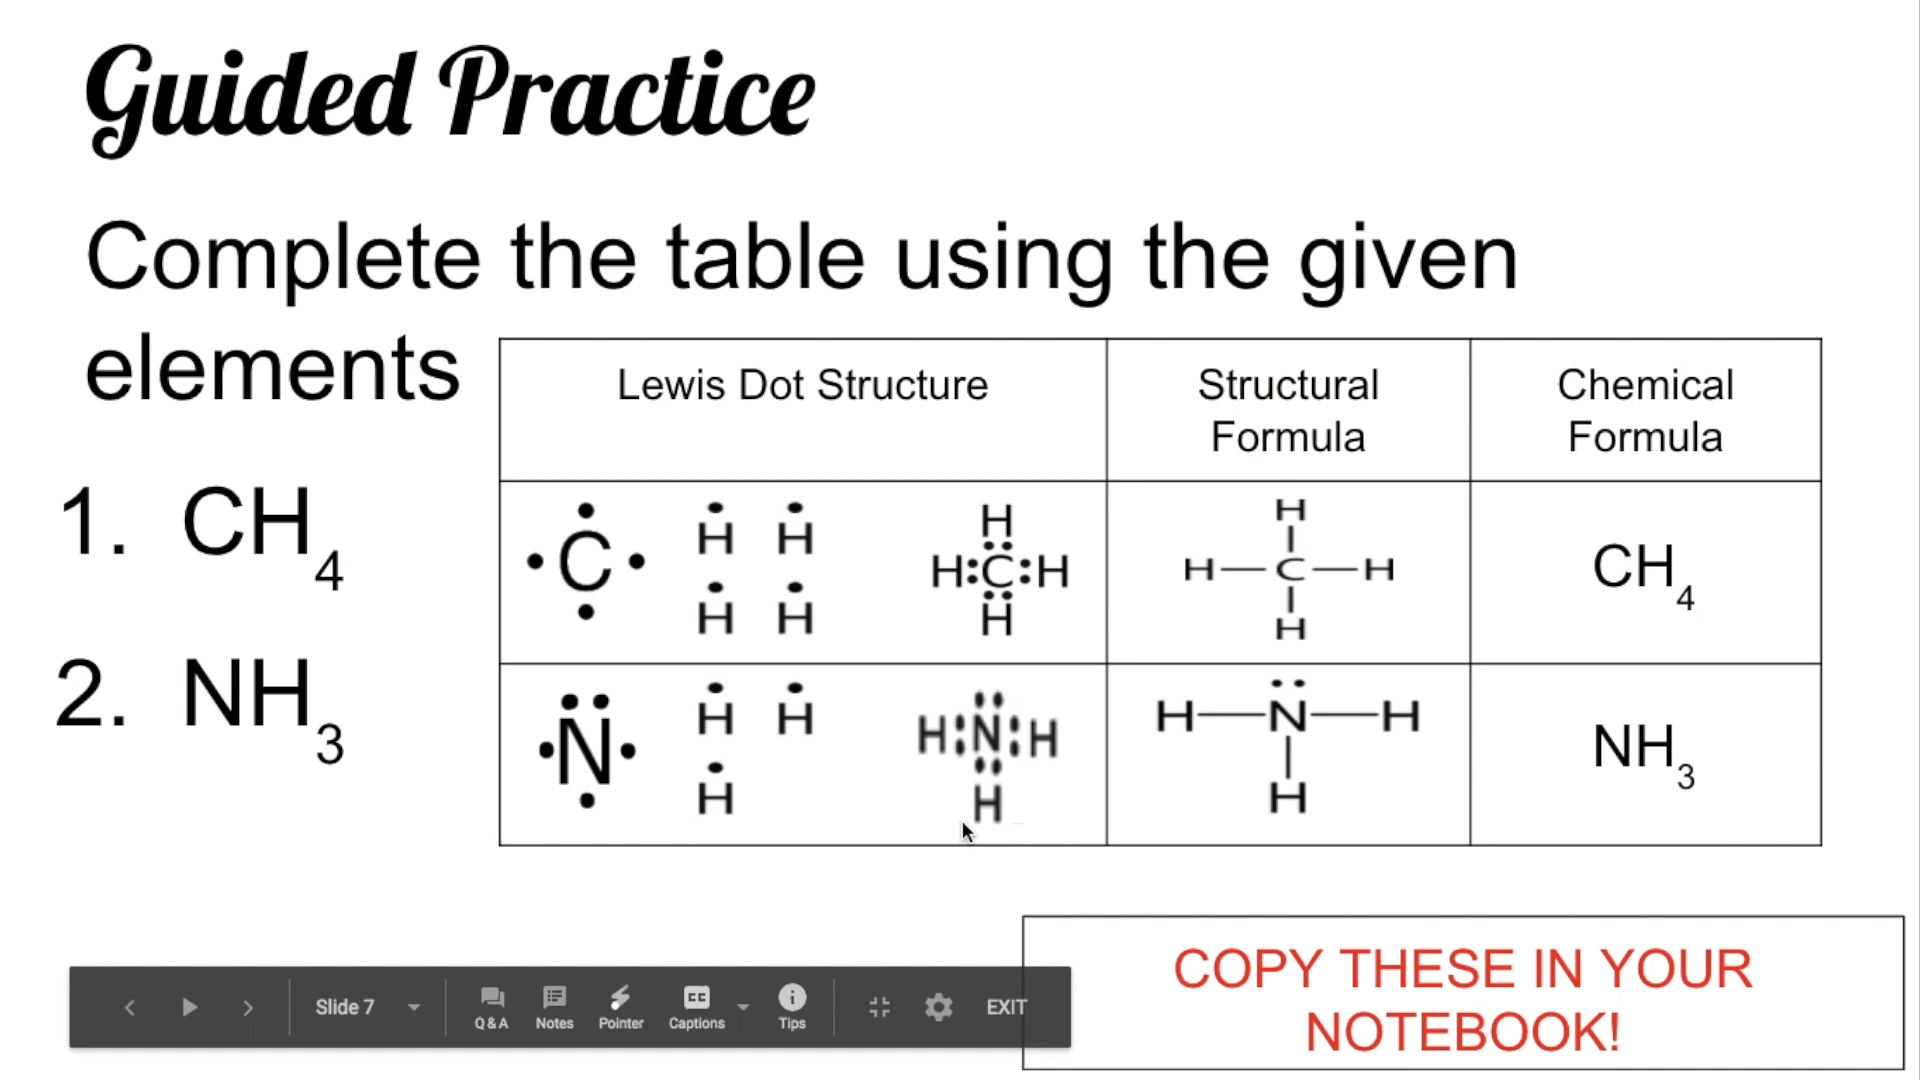 Guided Practice
Complete the table using the given
elements
1. CH4
2. NH3
Lewis Dot Structure
Structural
Formula
Chemical
Formula
C
H H
H H
H
H:C:H
H
H
H—C—H
H
CH4
N
H H
H
H:N:H
H
H—N—H
H
NH3
COPY THESE IN YOUR
NOTEBOOK!
Slide 7
Q&A
Notes
Pointer
CC
Captions
Tips
EXIT